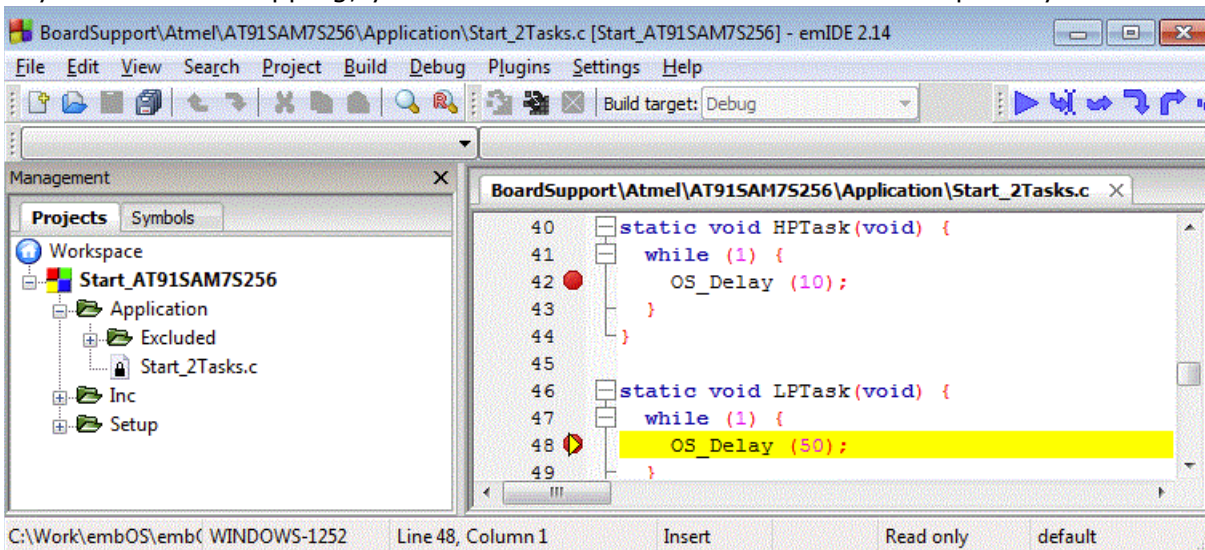 BoardSupport\Atmel\AT91SAM7S256\Application\Start_2Tasks.c [Start_AT91SAM7S256] - emIDE 2.14
File Edit View Search Project Build Debug Plugins Settings Help
Build target: Debug
Management
Projects Symbols
Workspace
Start_AT91SAM7S256
Application
Excluded
Start_2Tasks.c
Inc
Setup
BoardSupport\Atmel\AT91SAM7S256\Application\Start_2Tasks.c
40 static void HPTask(void) {
41 while (1) {
42 OS_Delay (10);
43 }
44 }
45
46 static void LPTask(void) {
47 while (1) {
48 OS_Delay (50);
49 }
C:\Work\embOS\emb( WINDOWS-1252 Line 48, Column 1 Insert Read only default